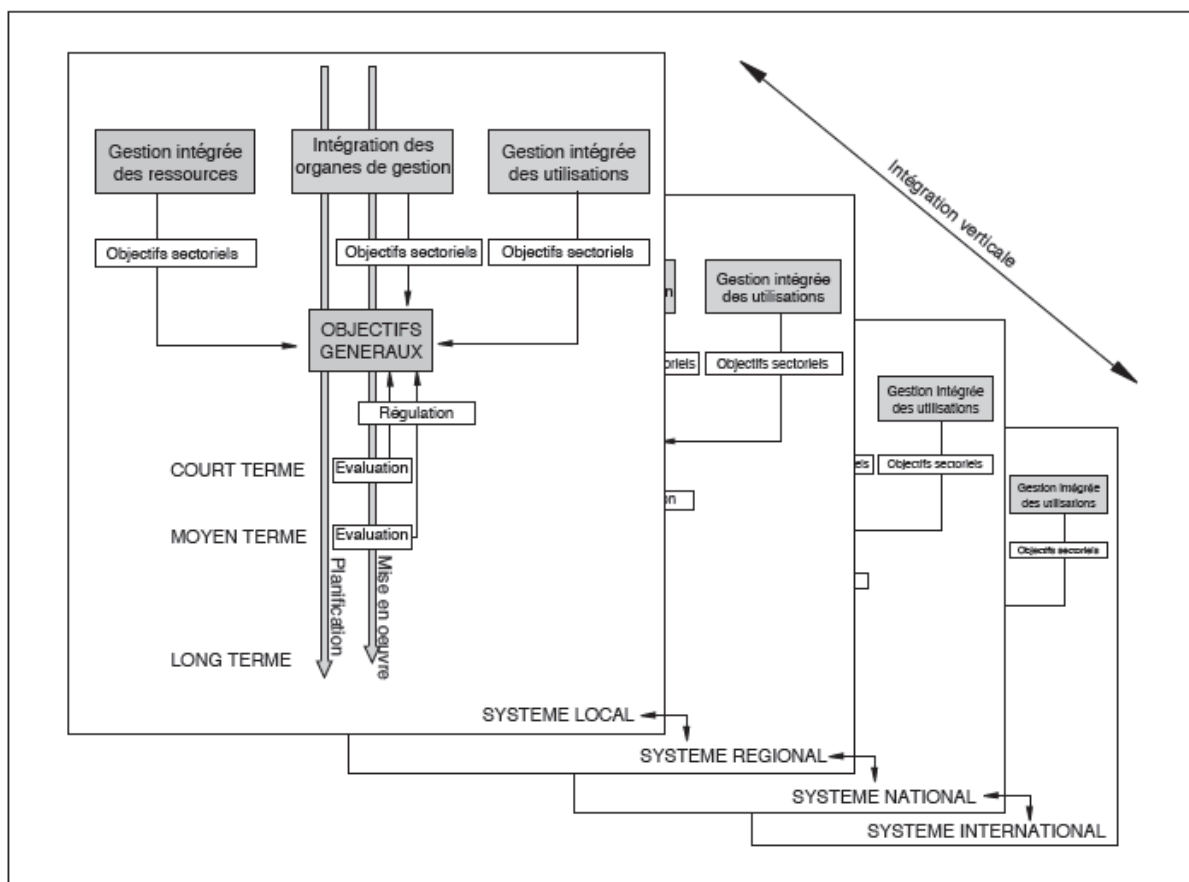 Gestion intégrée
des ressources
Intégration des
organes de gestion
Gestion intégrée
des utilisations
Objectifs sectoriels
Objectifs sectoriels
Objectifs sectoriels
OBJECTIFS
GENERAUX
Régulation
COURT TERME
Evaluation
MOYEN TERME
Evaluation
Planification
Mise en oeuvre
LONG TERME
SYSTEME LOCAL
Intégration verticale
n
Gestion intégrée
des utilisations
ctoriels
Objectifs sectoriels
on
SYSTEME REGIONAL
Gestion intégrée
des utilisations
els
Objectifs sectoriels
SYSTEME NATIONAL
Gestion intégrée
des utilisations
Objectifs sectoriels
SYSTEME INTERNATIONAL